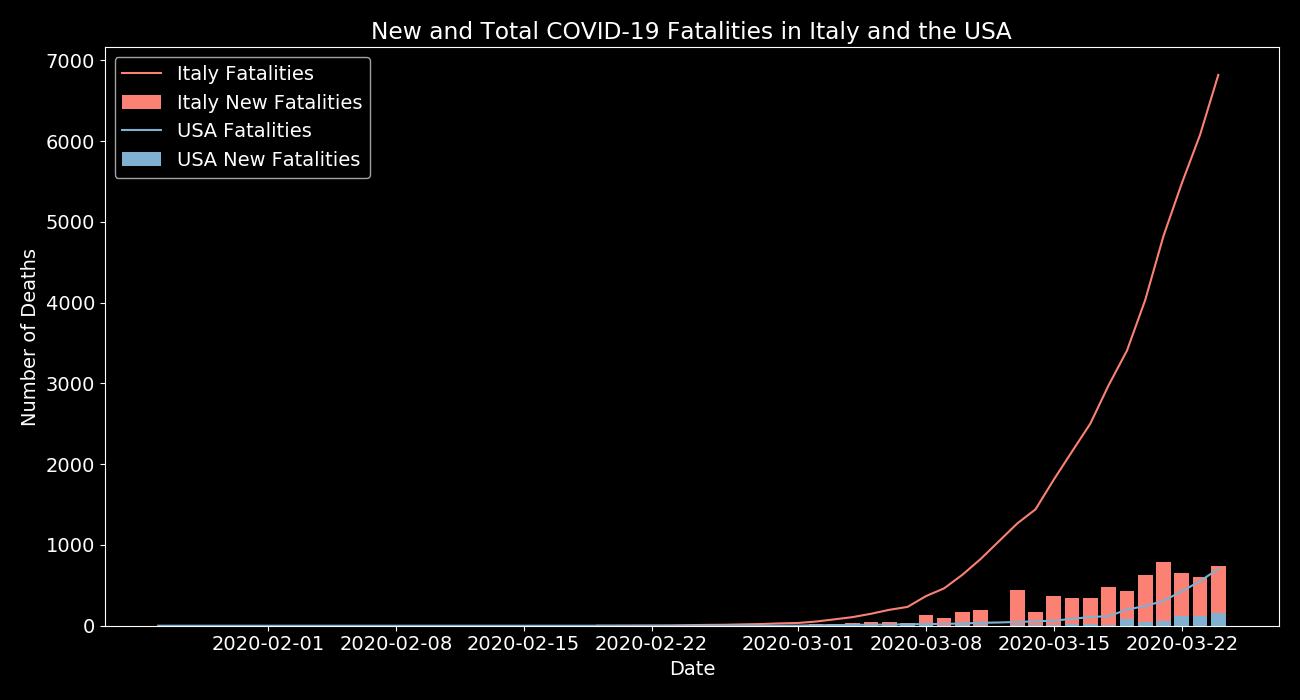 New and Total COVID-19 Fatalities in Italy and the USA
7000
6000
5000
4000
3000
2000
1000
0
Number of Deaths
Italy Fatalities
Italy New Fatalities
USA Fatalities
USA New Fatalities
2020-02-01 2020-02-08 2020-02-15 2020-02-22 2020-03-01 2020-03-08 2020-03-15 2020-03-22
Date